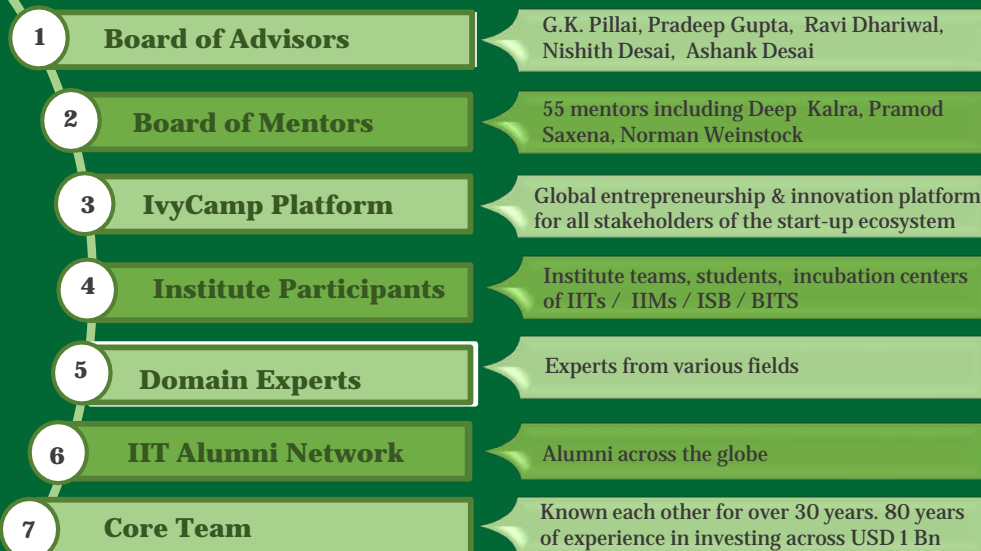 1
Board of Advisors
G.K. Pillai, Pradeep Gupta, Ravi Dhariwal,
Nishith Desai, Ashank Desai
2
Board of Mentors
55 mentors including Deep Kalra, Pramod
Saxena, Norman Weinstock
3
IvyCamp Platform
Global entrepreneurship & innovation platform
for all stakeholders of the start-up ecosystem
4
Institute Participants
Institute teams, students, incubation centers
of IITs / IIMs / ISB / BITS
5
Domain Experts
Experts from various fields
6
IIT Alumni Network
Alumni across the globe
7
Core Team
Known each other for over 30 years. 80 years
of experience in investing across USD 1 Bn